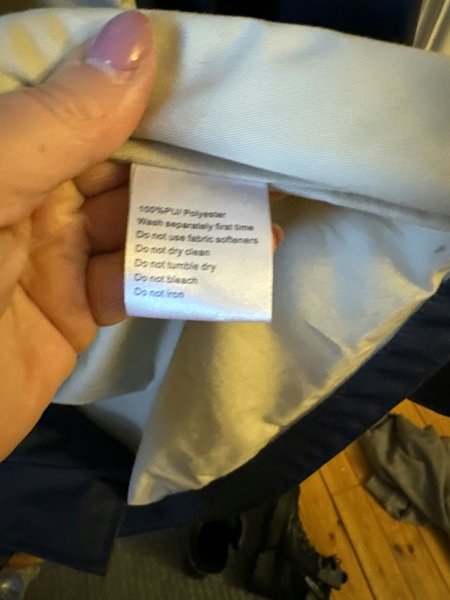 100%PU/ Polyester
Wash separately first time
Do not use fabric softeners
Do not dry clean
Do not tumble dry
Do not bleach
Do not iron